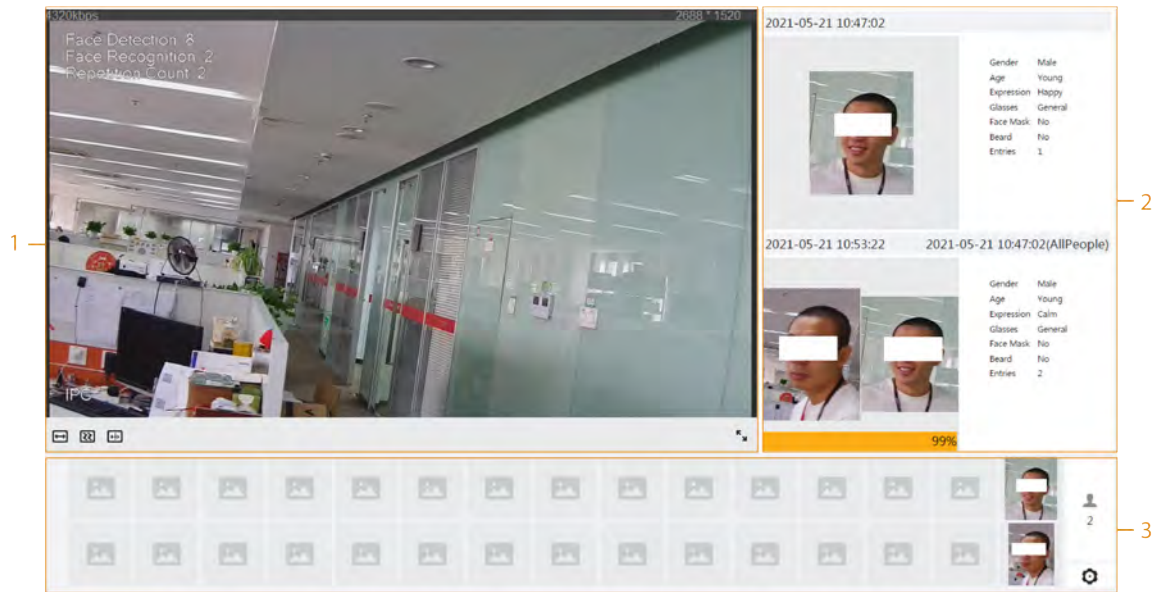 4320kbps
2688 * 1520
Face Detection 8
Face Recognition 2
Repetition Count 2
IPC
1
2021-05-21 10:47:02
Gender Male
Age Young
Expression Happy
Glasses General
Face Mask No
Beard No
Entries 1
2
2021-05-21 10:53:22 2021-05-21 10:47:02(AllPeople)
Gender Male
Age Young
Expression Calm
Glasses General
Face Mask No
Beard No
Entries 2
99%
2
3